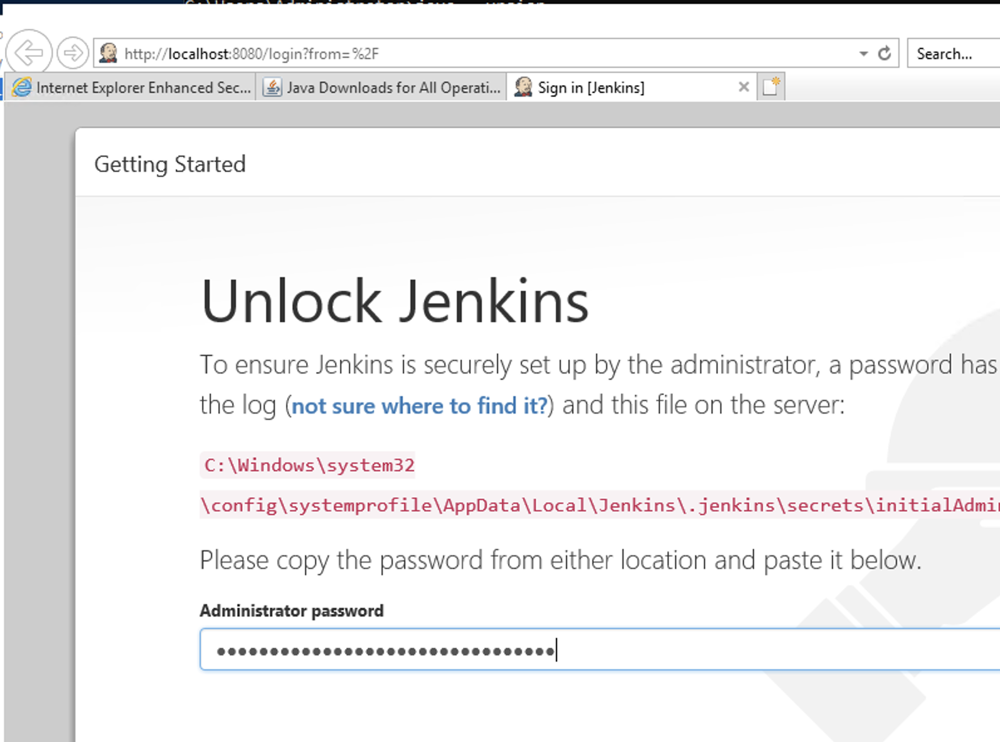 http://localhost:8080/login?from=%2F
Search...
Internet Explorer Enhanced Sec...
Java Downloads for All Operati...
Sign in [Jenkins]
Getting Started
Unlock Jenkins
To ensure Jenkins is securely set up by the administrator, a password has
the log (not sure where to find it?) and this file on the server:
C:\Windows\system32
\config\systemprofile\AppData\Local\Jenkins\.jenkins\secrets\initialAdmi
Please copy the password from either location and paste it below.
Administrator password